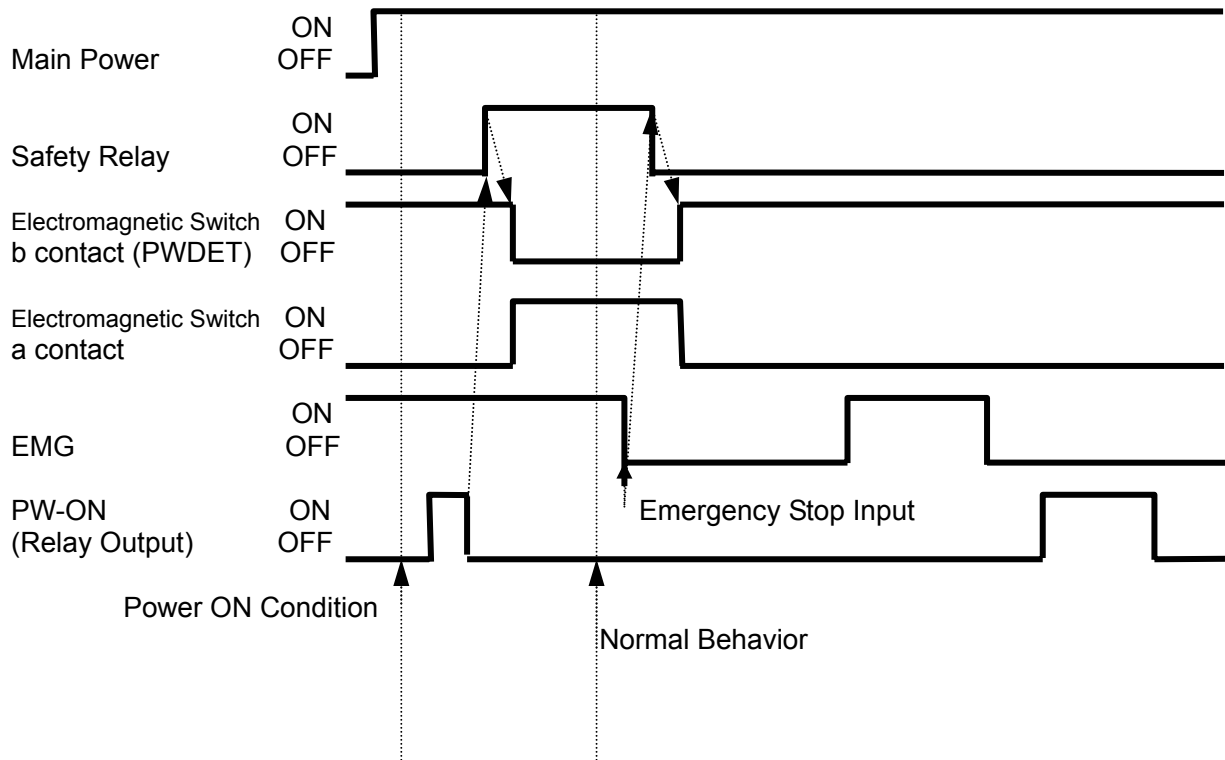 ON
Main Power OFF
ON
Safety Relay OFF
Electromagnetic Switch ON
b contact (PWDET) OFF
Electromagnetic Switch ON
a contact OFF
ON
EMG OFF
PW-ON ON Emergency Stop Input
(Relay Output) OFF
Power ON Condition
Normal Behavior